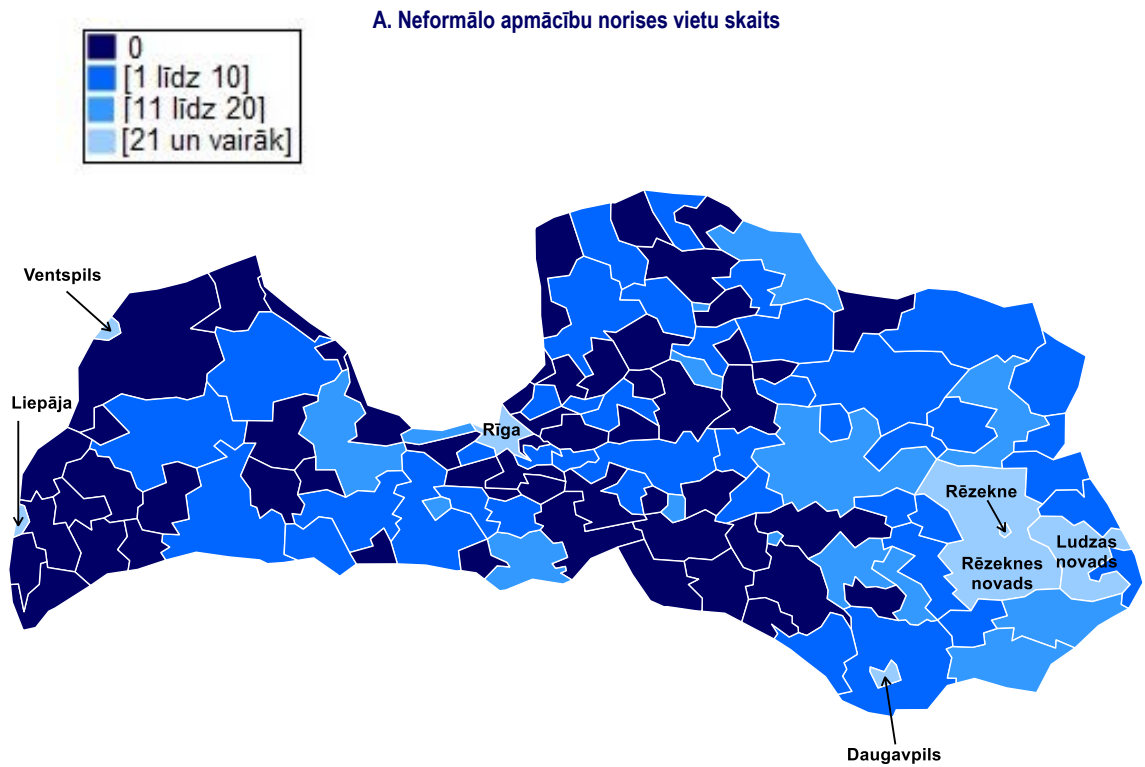 A. Neformālo apmācību norises vietu skaits
0
[1 līdz 10]
[11 līdz 20]
[21 un vairāk]
Ventspils
Liepāja
Rīga
Rēzekne
Ludzas
novads
Rēzeknes
novads
Daugavpils